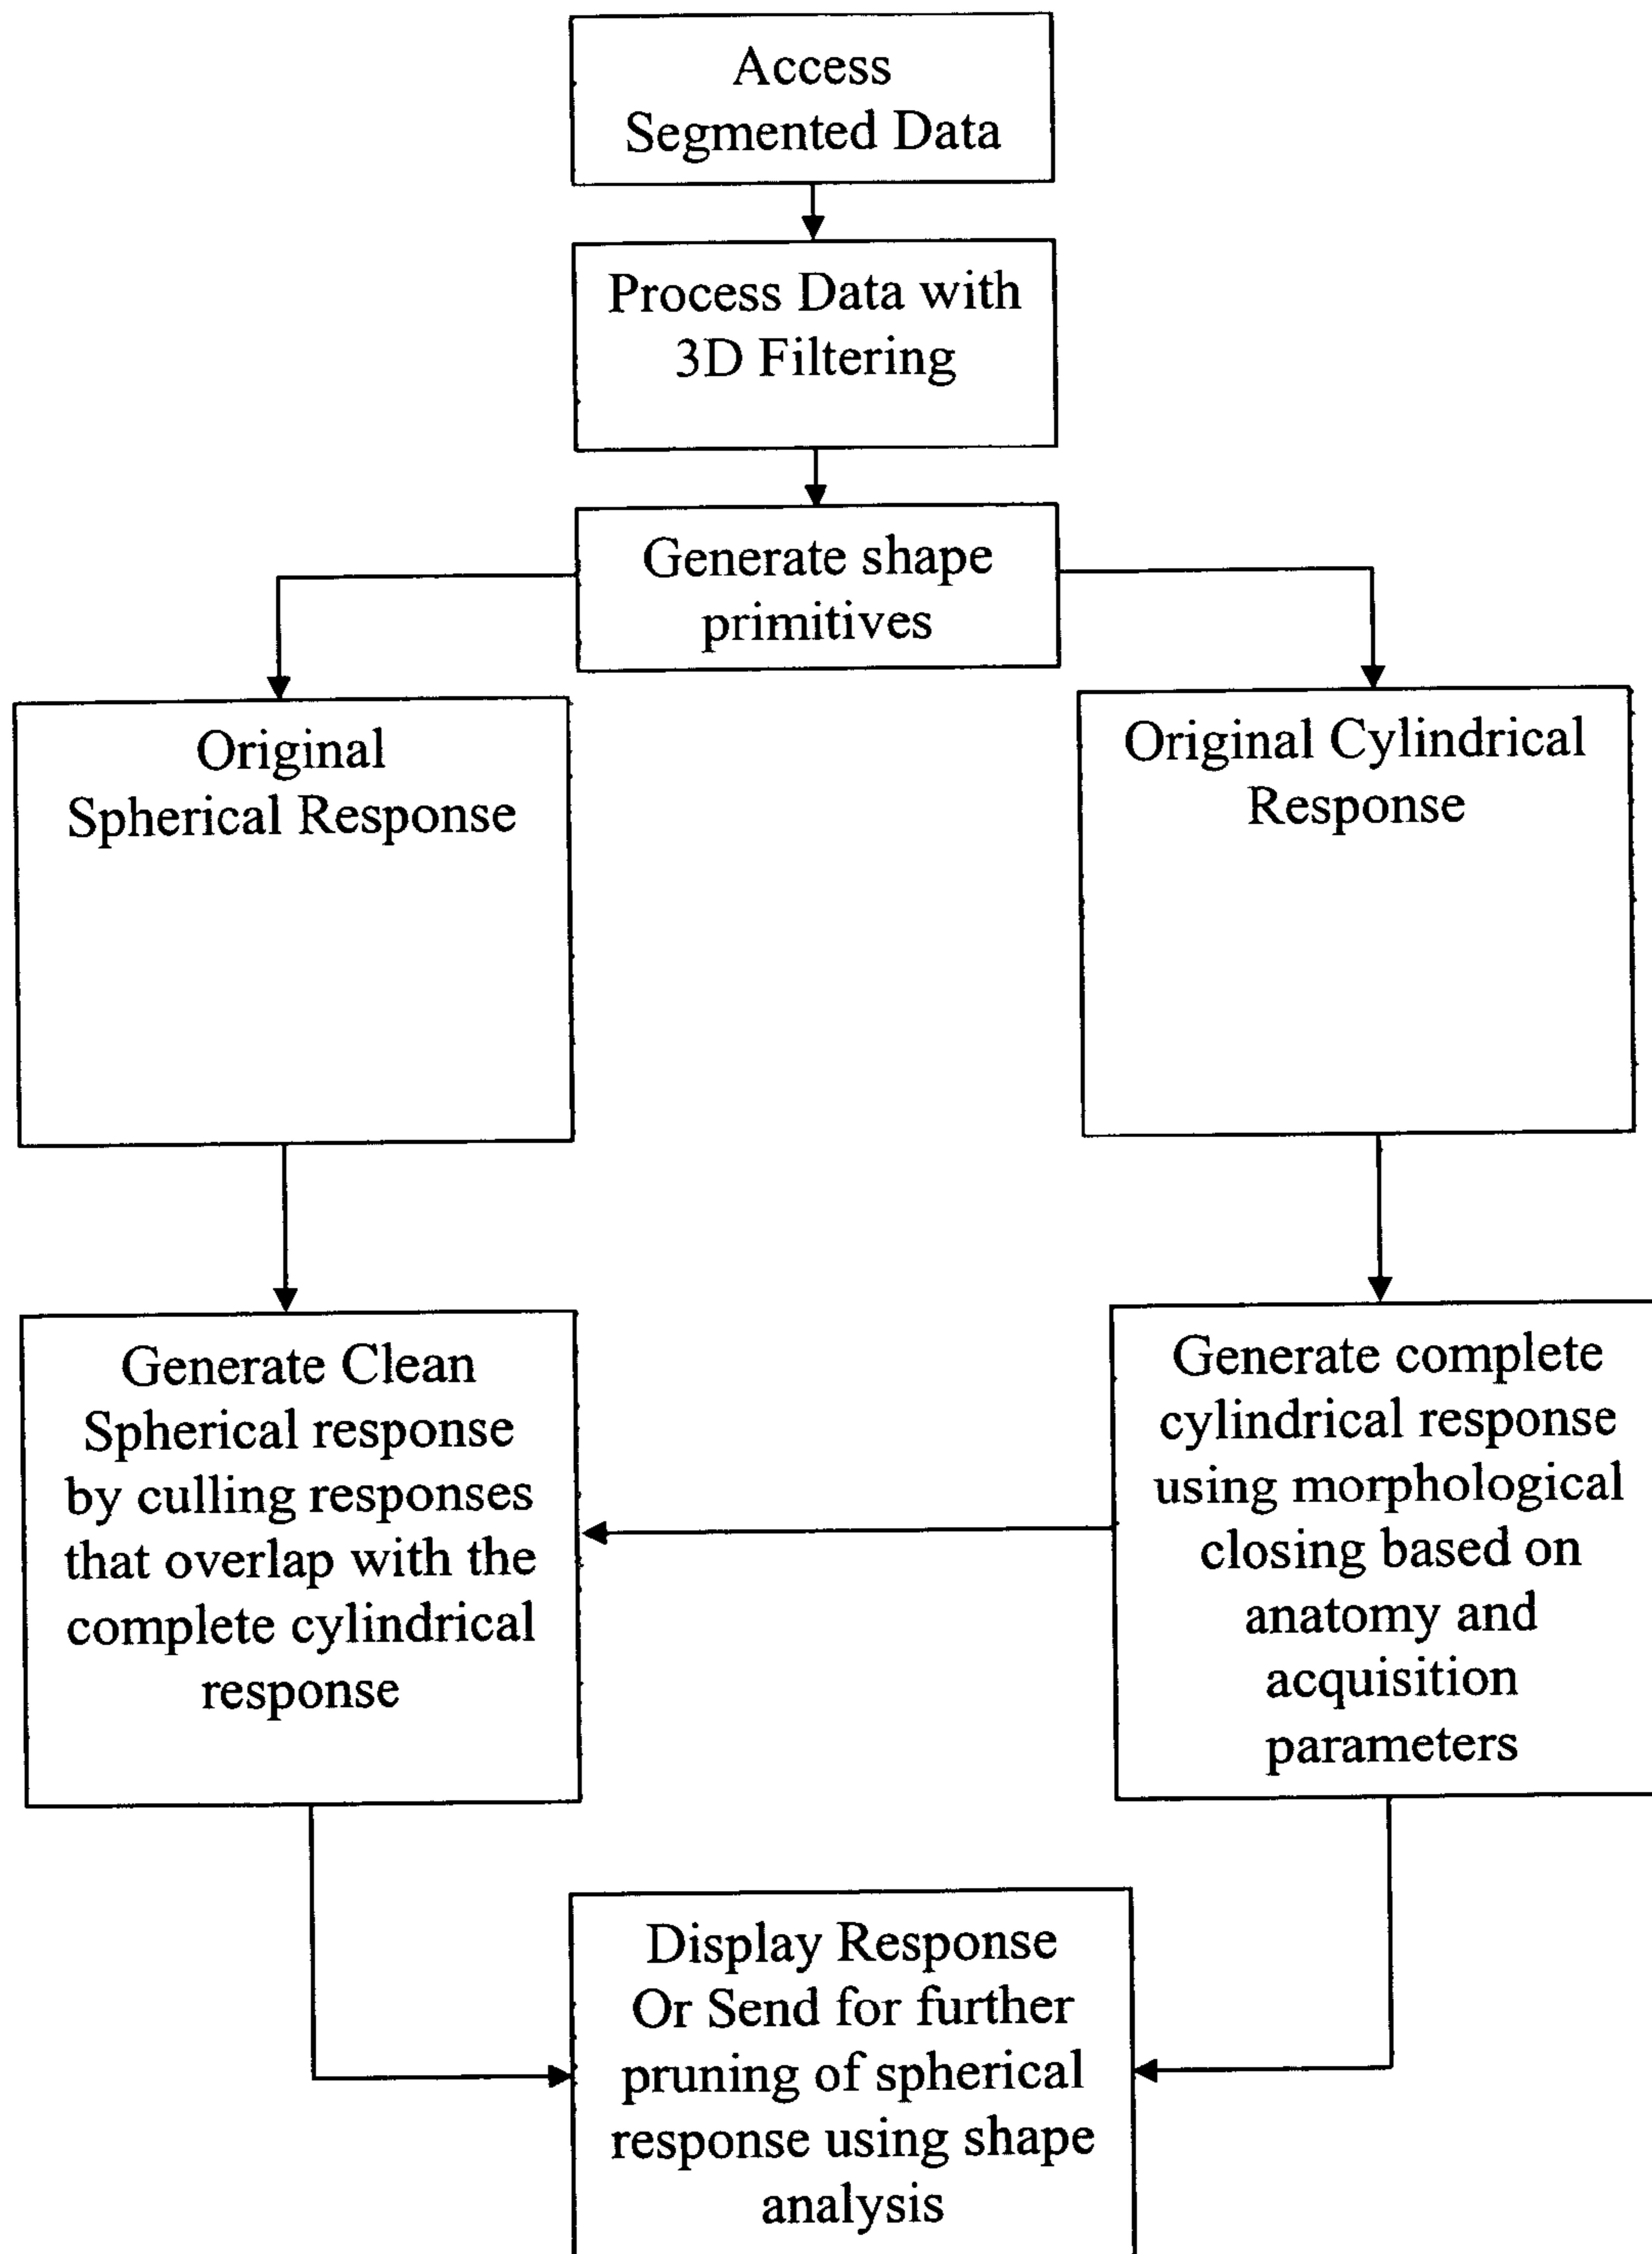 Access
Segmented Data
Process Data with
3D Filtering
Generate shape
primitives
Original
Spherical Response
Original Cylindrical
Response
Generate Clean
Spherical response
by culling responses
that overlap with the
complete cylindrical
response
Generate complete
cylindrical response
using morphological
closing based on
anatomy and
acquisition
parameters
Display Response
Or Send for further
pruning of spherical
response using shape
analysis